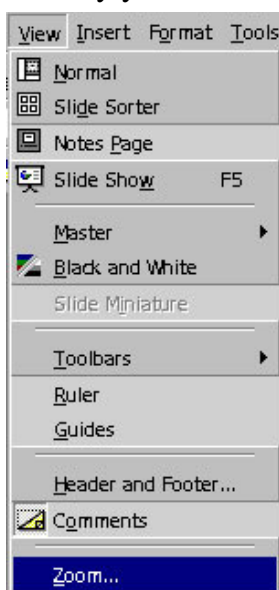 View Insert Format Tools
Normal
Slide Sorter
Notes Page
Slide Show F5
Master
Black and White
Slide Miniature
Toolbars
Ruler
Guides
Header and Footer...
Comments
Zoom...